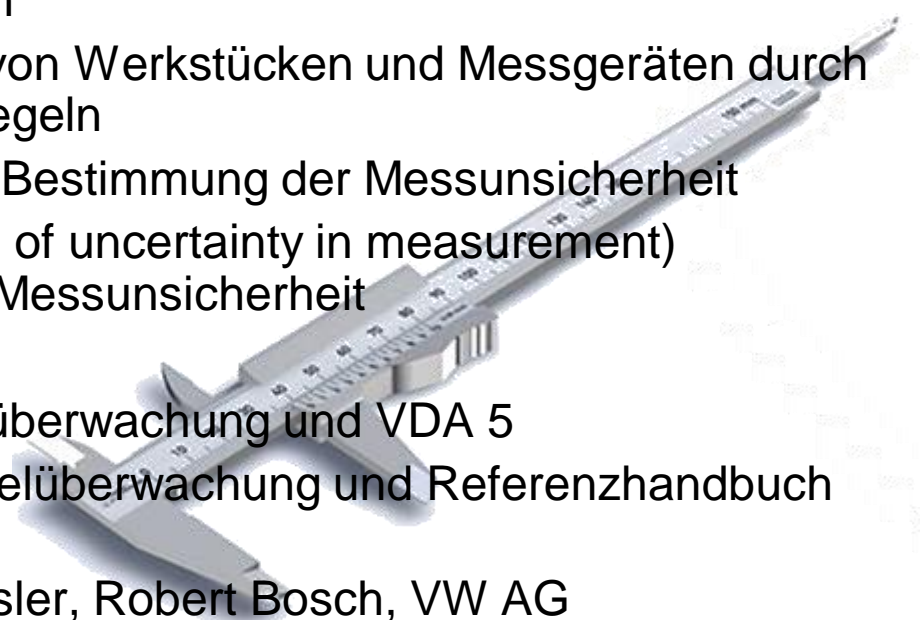 von Werkstücken und Messgeräten durch
egeln
Bestimmung der Messunsicherheit
of uncertainty in measurement)
Messunsicherheit
überwachung und VDA 5
elüberwachung und Referenzhandbuch
sler, Robert Bosch, VW AG